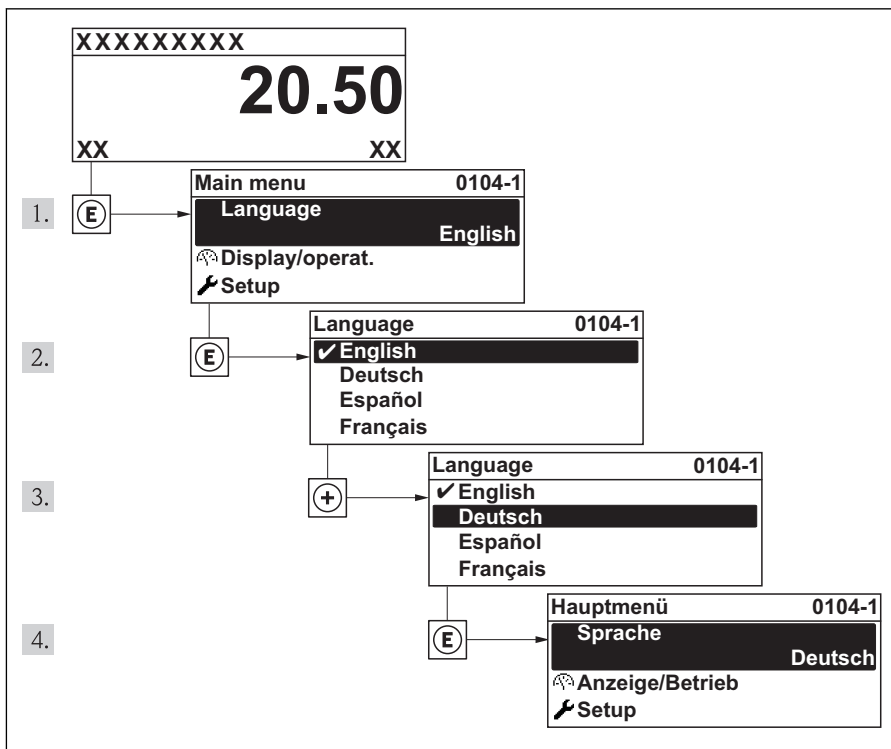 XXXXXXXXX
20.50
XX XX
1. E
Main menu 0104-1
Language
English
Display/operat.
Setup
2. E
Language 0104-1
✔ English
Deutsch
Español
Français
3. +
Language 0104-1
✔ English
Deutsch
Español
Français
4. E
Hauptmenü 0104-1
Sprache
Deutsch
Anzeige/Betrieb
Setup